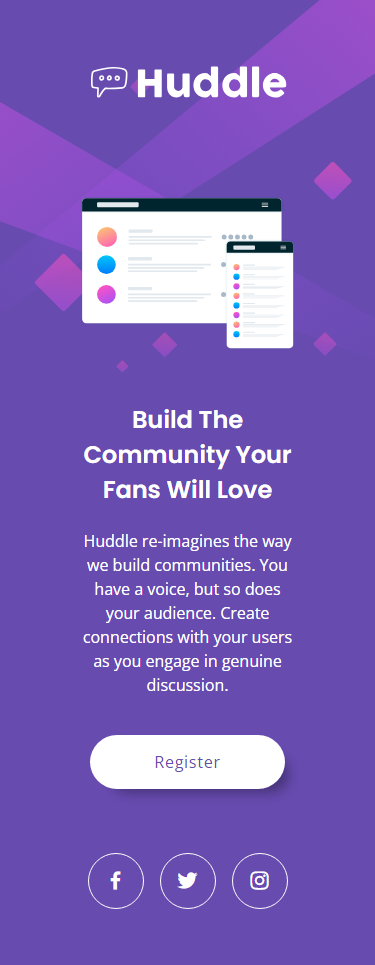 Huddle
Build The
Community Your
Fans Will Love
Huddle re-imagines the way
we build communities. You
have a voice, but so does
your audience. Create
connections with your users
as you engage in genuine
discussion.
Register